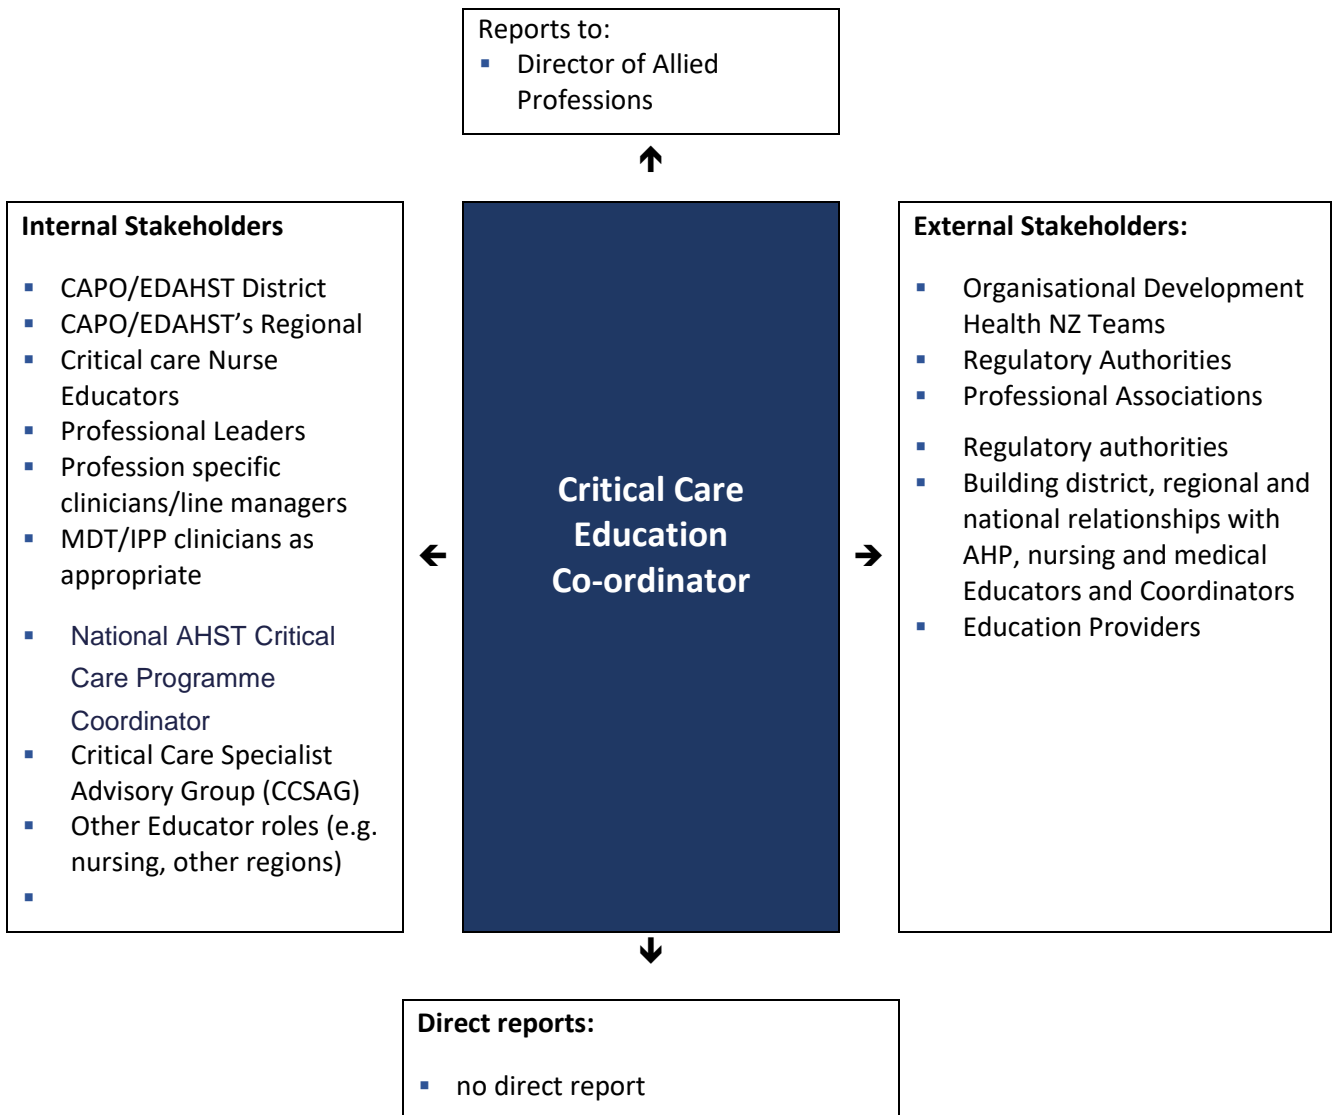 Reports to:
▪ Director of Allied
Professions
Internal Stakeholders
▪ CAPO/EDAHST District
▪ CAPO/EDAHST’s Regional
▪ Critical care Nurse
Educators
▪ Professional Leaders
▪ Profession specific
clinicians/line managers
▪ MDT/IPP clinicians as
appropriate
▪ National AHST Critical
Care Programme
Coordinator
▪ Critical Care Specialist
Advisory Group (CCSAG)
▪ Other Educator roles (e.g.
nursing, other regions)
▪
Critical Care
Education
Co-ordinator
External Stakeholders:
▪ Organisational Development
Health NZ Teams
▪ Regulatory Authorities
▪ Professional Associations
▪ Regulatory authorities
▪ Building district, regional and
national relationships with
AHP, nursing and medical
Educators and Coordinators
▪ Education Providers
Direct reports:
▪ no direct report